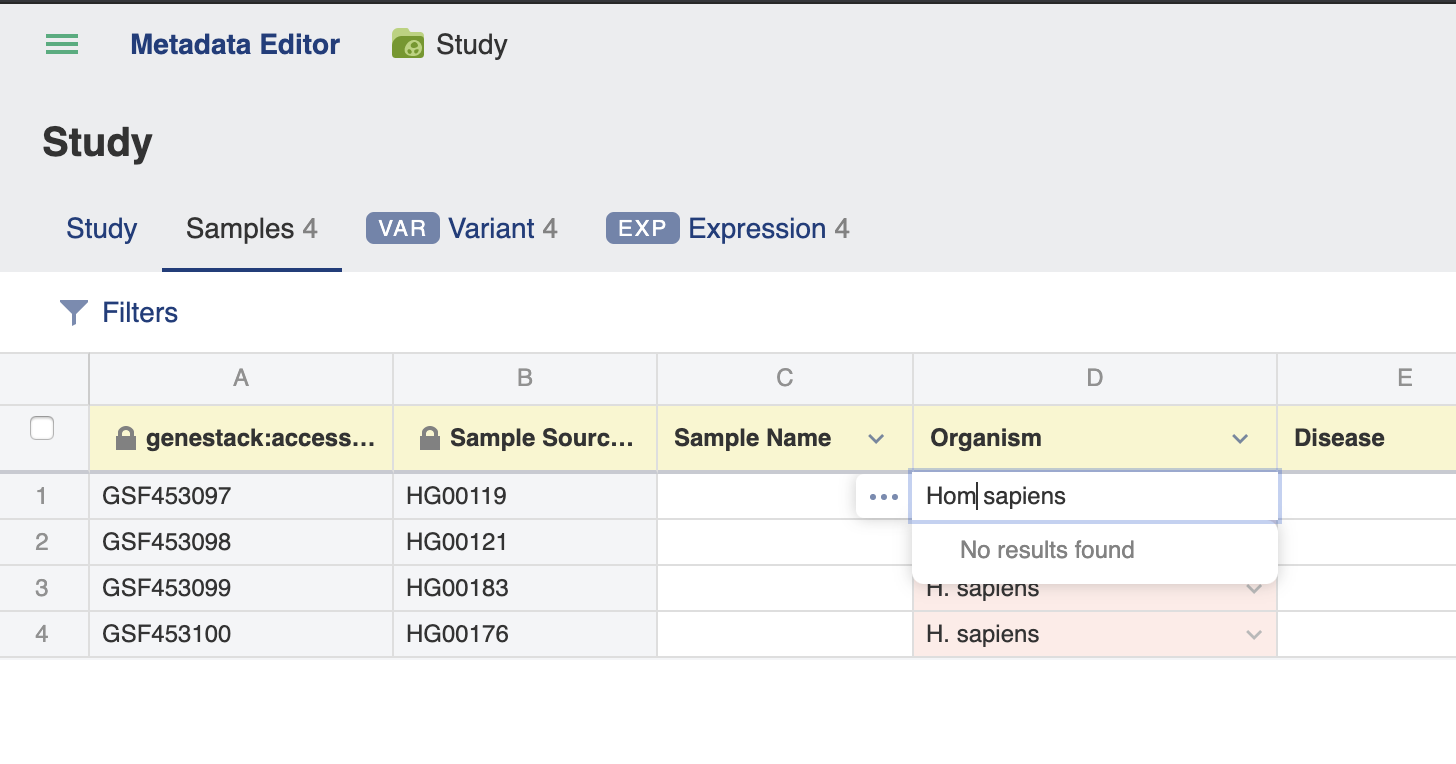 Metadata Editor Study
Study
Study Samples 4 VAR Variant 4 EXP Expression 4
Filters
A B C D E
genestack:access... Sample Sourc... Sample Name Organism Disease
1 GSF453097 HG00119 ... Hom sapiens
2 GSF453098 HG00121 No results found
3 GSF453099 HG00183 H. sapiens
4 GSF453100 HG00176 H. sapiens